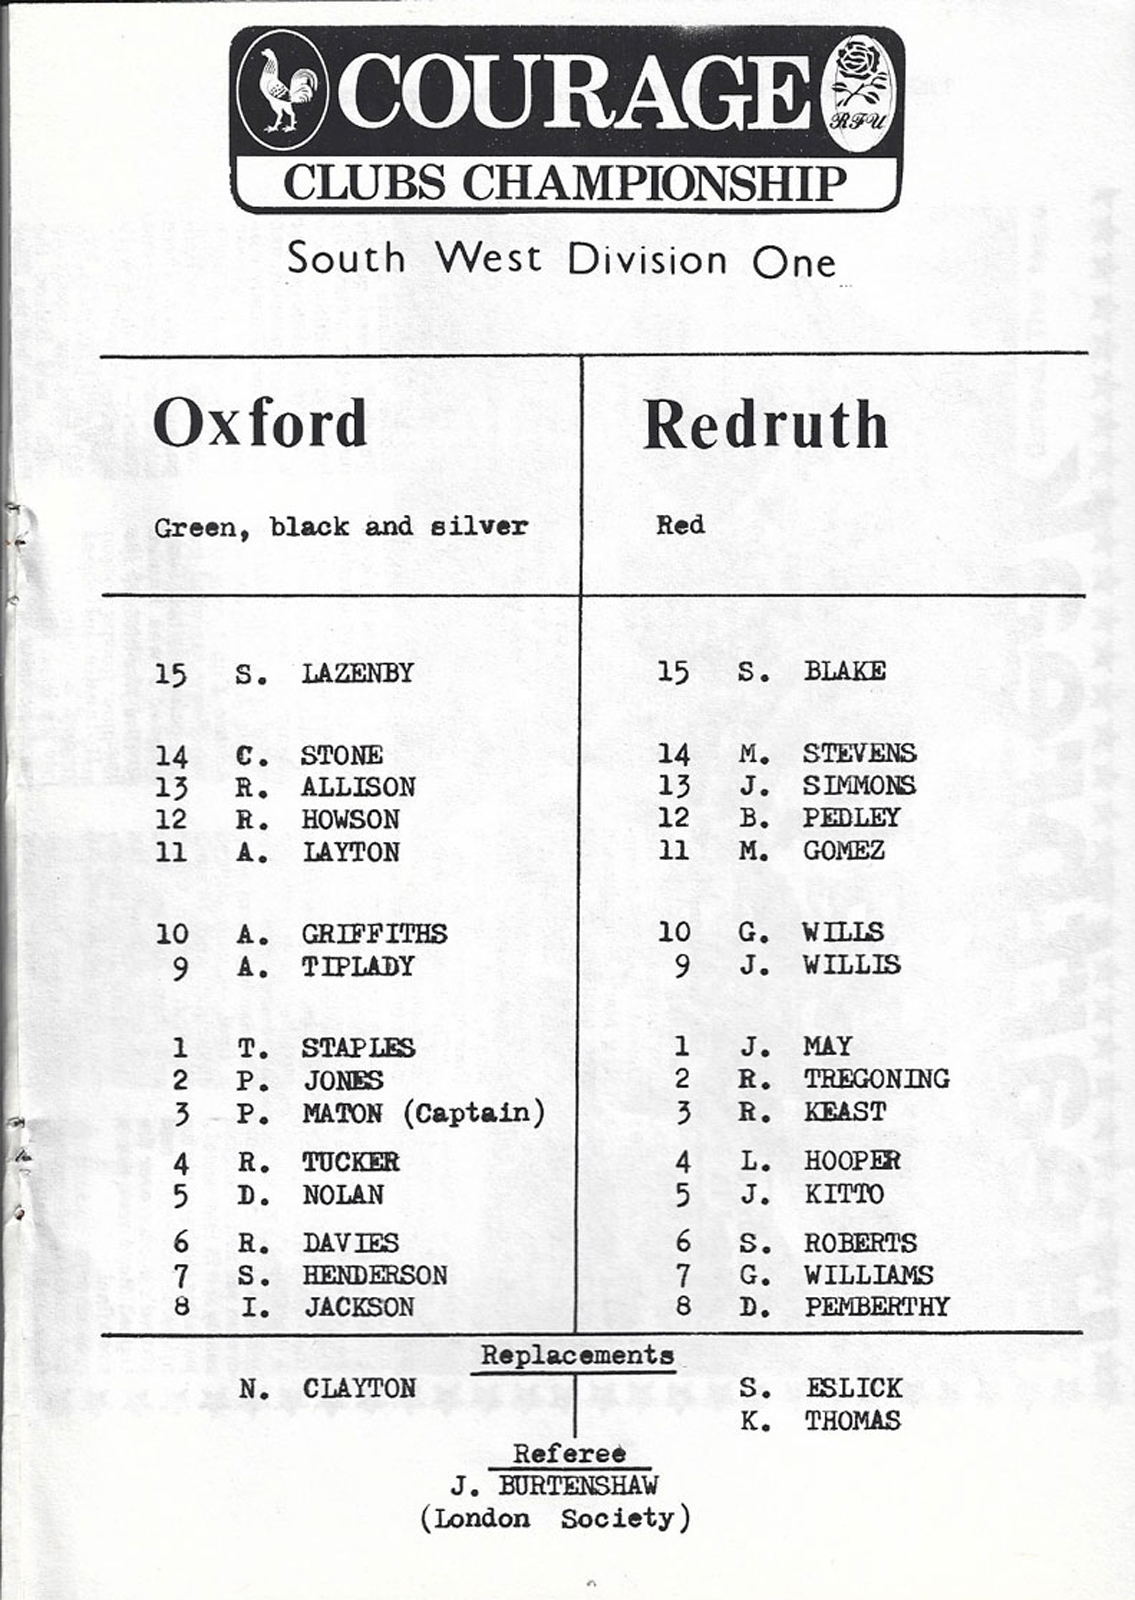 COURAGE
RFU
CLUBS CHAMPIONSHIP
South West Division One
Oxford Redruth
Green, black and silver Red
15 S. LAZENBY 15 S. BLAKE
14 C. STONE 14 M. STEVENS
13 R. ALLISON 13 J. SIMMONS
12 R. HOWSON 12 B. PEDLEY
11 A. LAYTON 11 M. GOMEZ
10 A. GRIFFITHS 10 G. WILLS
9 A. TIPLADY 9 J. WILLIS
1 T. STAPLES 1 J. MAY
2 P. JONES 2 R. TREGONING
3 P. MATON (Captain) 3 R. KEAST
4 R. TUCKER 4 L. HOOPER
5 D. NOLAN 5 J. KITTO
6 R. DAVIES 6 S. ROBERTS
7 S. HENDERSON 7 G. WILLIAMS
8 I. JACKSON 8 D. PEMBERTHY
Replacements
N. CLAYTON S. ESLICK
K. THOMAS
Referee
J. BURTENSHAW
(London Society)